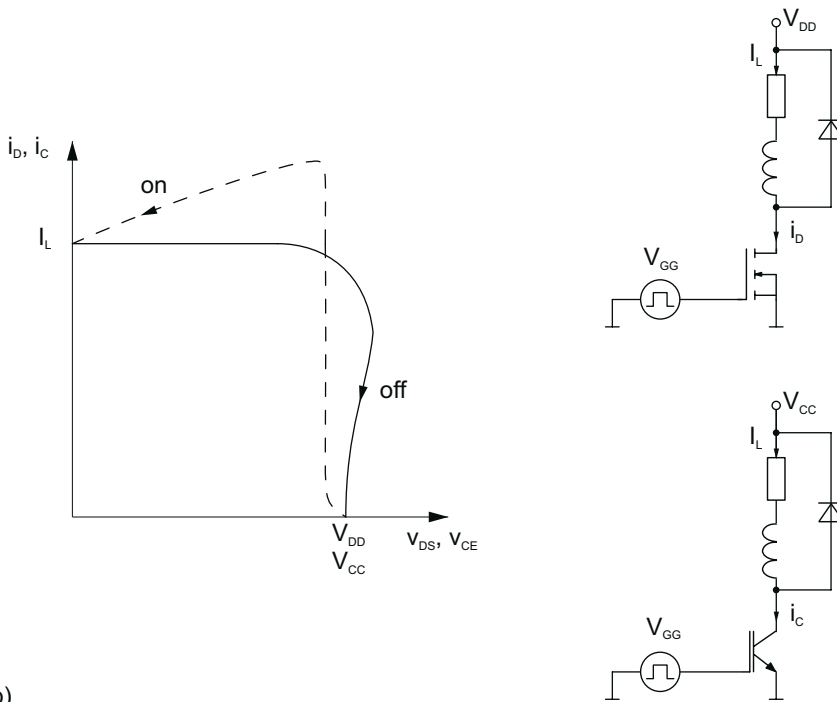 i_D, i_C
on
I_L
off
V_DD
V_CC
v_DS, v_CE
V_DD
I_L
i_D
V_GG
V_CC
I_L
i_C
V_GG